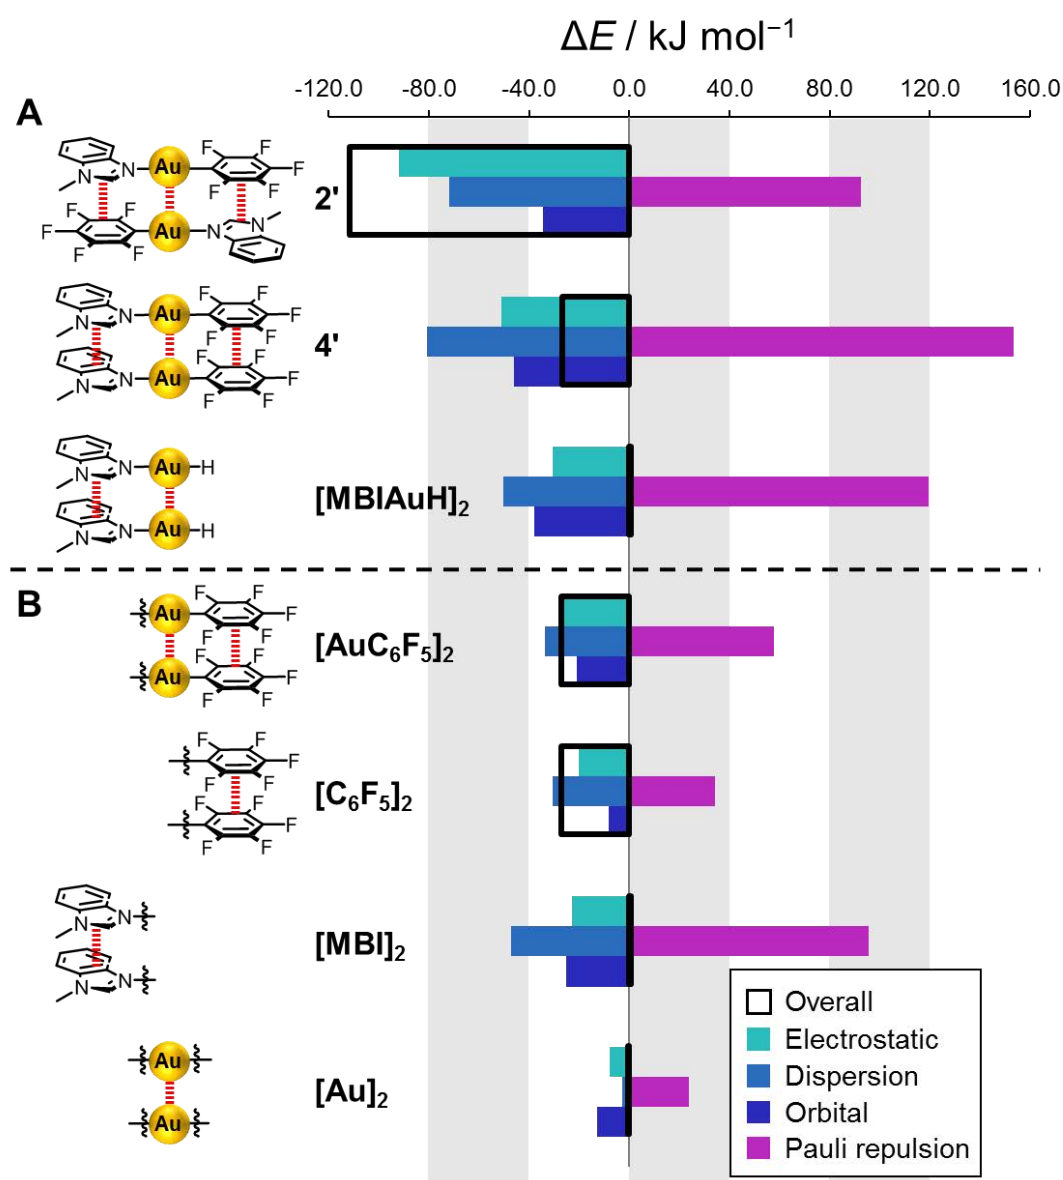 ΔE / kJ mol⁻¹
-120.0 -80.0 -40.0 0.0 40.0 80.0 120.0 160.0
A
F F
N Au F
N F F
F F
F Au N N
F F
2'
F F
N Au F
N F F
F F
N Au F
N F F
4'
N Au H
N
N Au H
N
[MBIAuH]₂
B
F F
Au F
F F
F F
Au F
F F
[AuC₆F₅]₂
F F
F
F F
F F
F
F F
[C₆F₅]₂
N
N
N
N
[MBI]₂
Au
Au
[Au]₂
Overall
Electrostatic
Dispersion
Orbital
Pauli repulsion